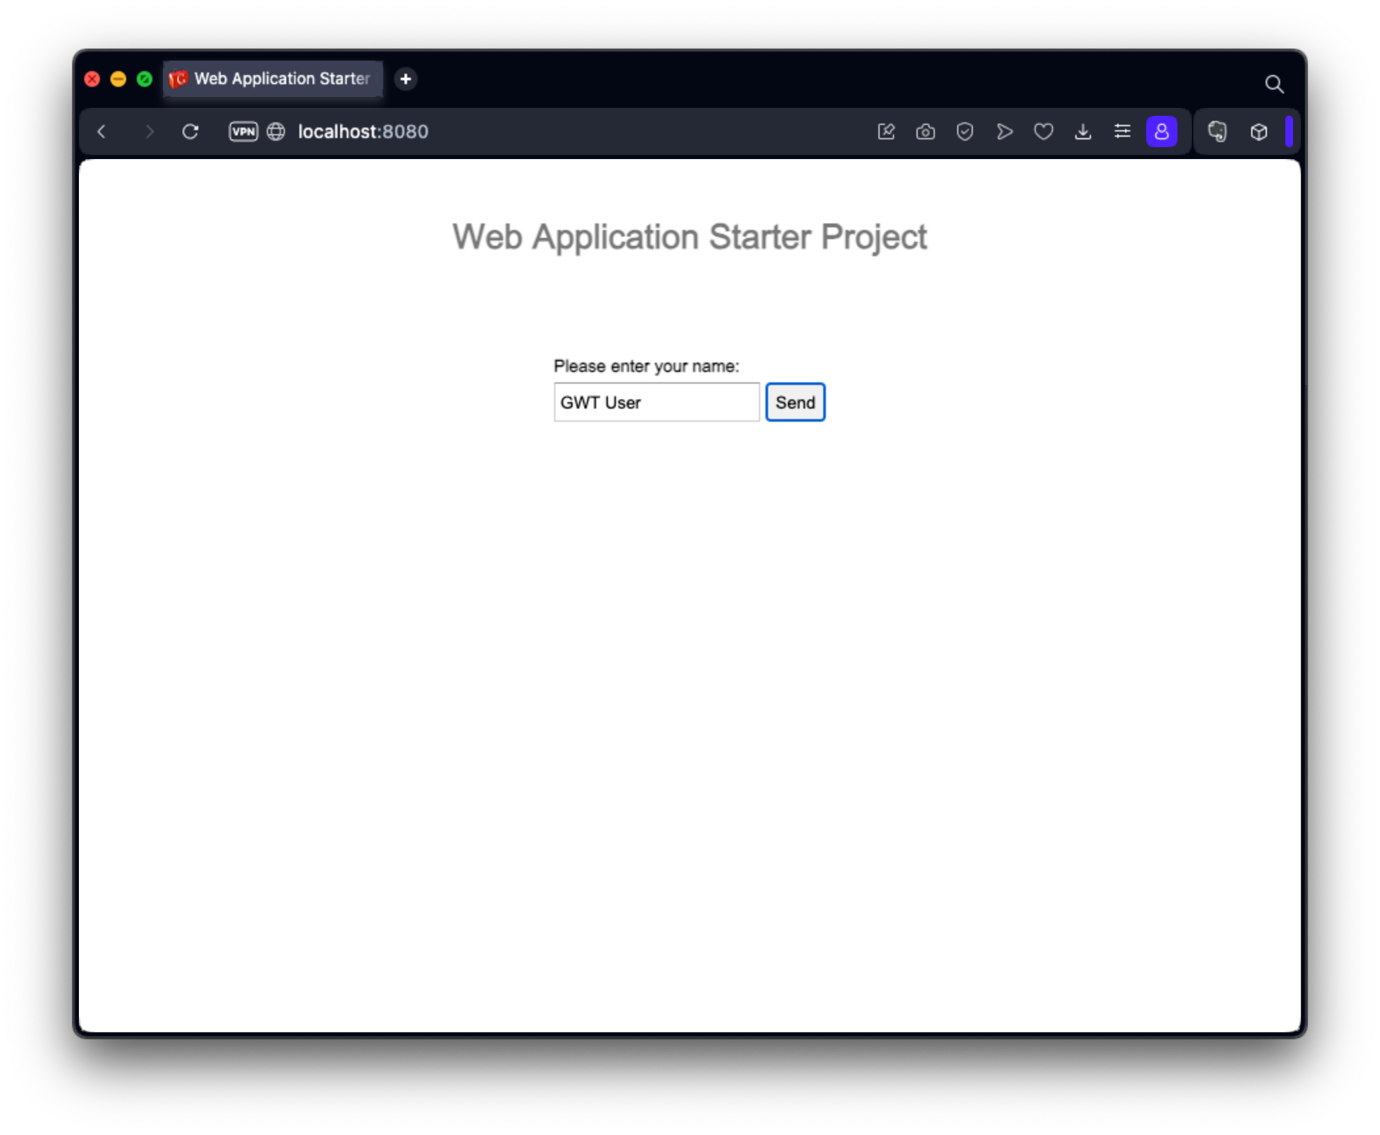 Web Application Starter
VPN localhost:8080
Web Application Starter Project
Please enter your name:
GWT User Send